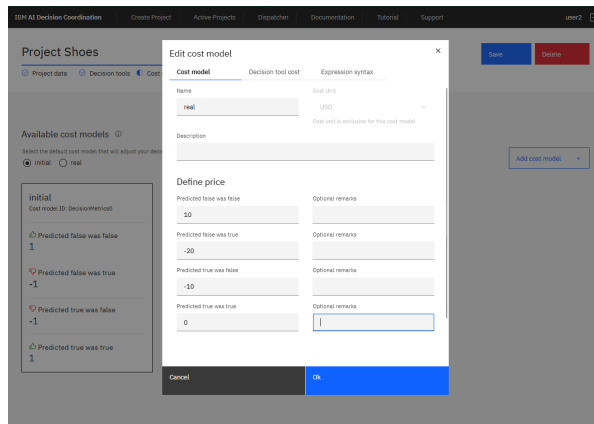 IBM AI Decision Coordination
Create Project
Active Projects
Dispatcher
Documentation
Tutorial
Support
user2
Project Shoes
Save
Delete
Project data
Decision tools
Cost
Edit cost model
Cost model
Decision tool cost
Expression syntax
Name
Cost Unit
real
USD
Cost unit is exclusive for this cost model
Description
Available cost models
Select the default cost model that will adjust your deci
initial
real
Add cost model +
Define price
Predicted false was false
Optional remarks
10
Predicted false was true
Optional remarks
-20
Predicted true was false
Optional remarks
-10
Predicted true was true
Optional remarks
0
Cancel
Ok
initial
Cost model ID: DecisionMetrics0
Predicted false was false
1
Predicted false was true
-1
Predicted true was false
-1
Predicted true was true
1